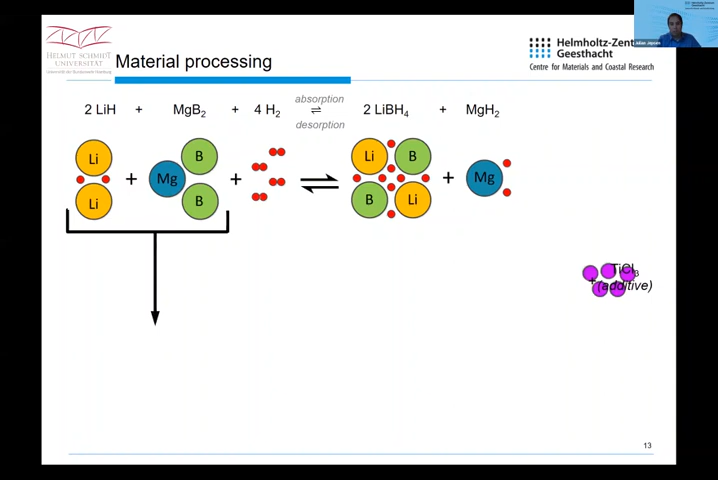 HELMUT SCHMIDT
UNIVERSITÄT
Universität der Bundeswehr Hamburg
Material processing
Helmholtz-Zent
Geesthacht
Centre for Materials and Coastal Research
2 LiH + MgB2 + 4 H2 absorption ⇌ desorption 2 LiBH4 + MgH2
Li
Li
+
Mg
B
B
+
Li
B
B
Li
+
Mg
TiCl3
+ (additive)
13